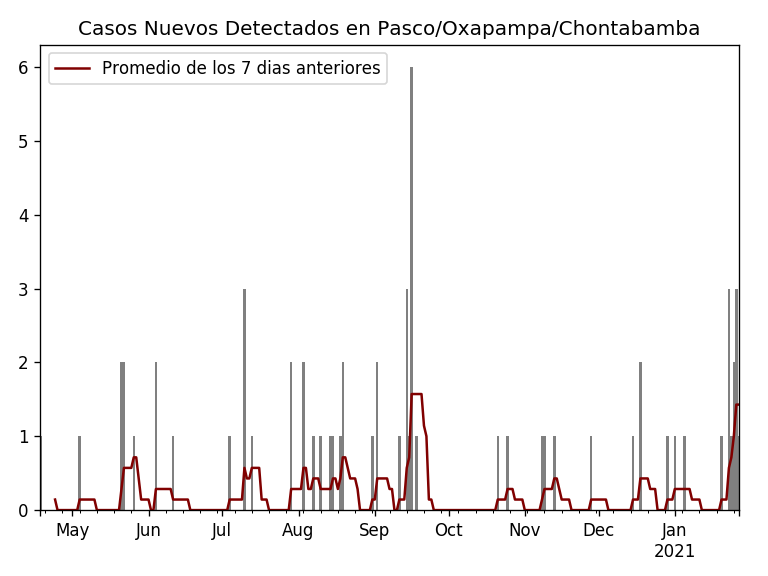 Casos Nuevos Detectados en Pasco/Oxapampa/Chontabamba
Promedio de los 7 dias anteriores
6
5
4
3
2
1
0
May Jun Jul Aug Sep Oct Nov Dec Jan
2021